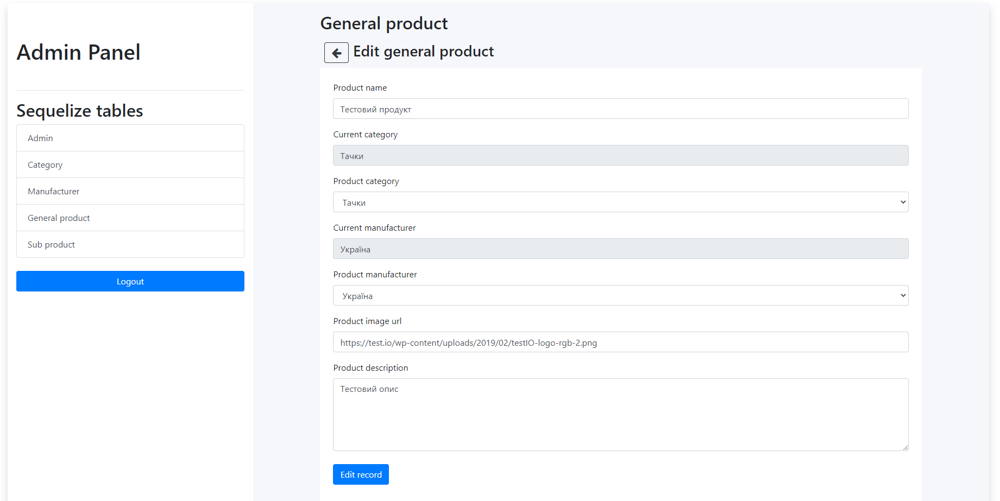 Admin Panel
Sequelize tables
Admin
Category
Manufacturer
General product
Sub product
Logout
General product
Edit general product
Product name
Тестовий продукт
Current category
Тачки
Product category
Тачки
Current manufacturer
Україна
Product manufacturer
Україна
Product image url
https://test.io/wp-content/uploads/2019/02/testIO-logo-rgb-2.png
Product description
Тестовий опис
Edit record